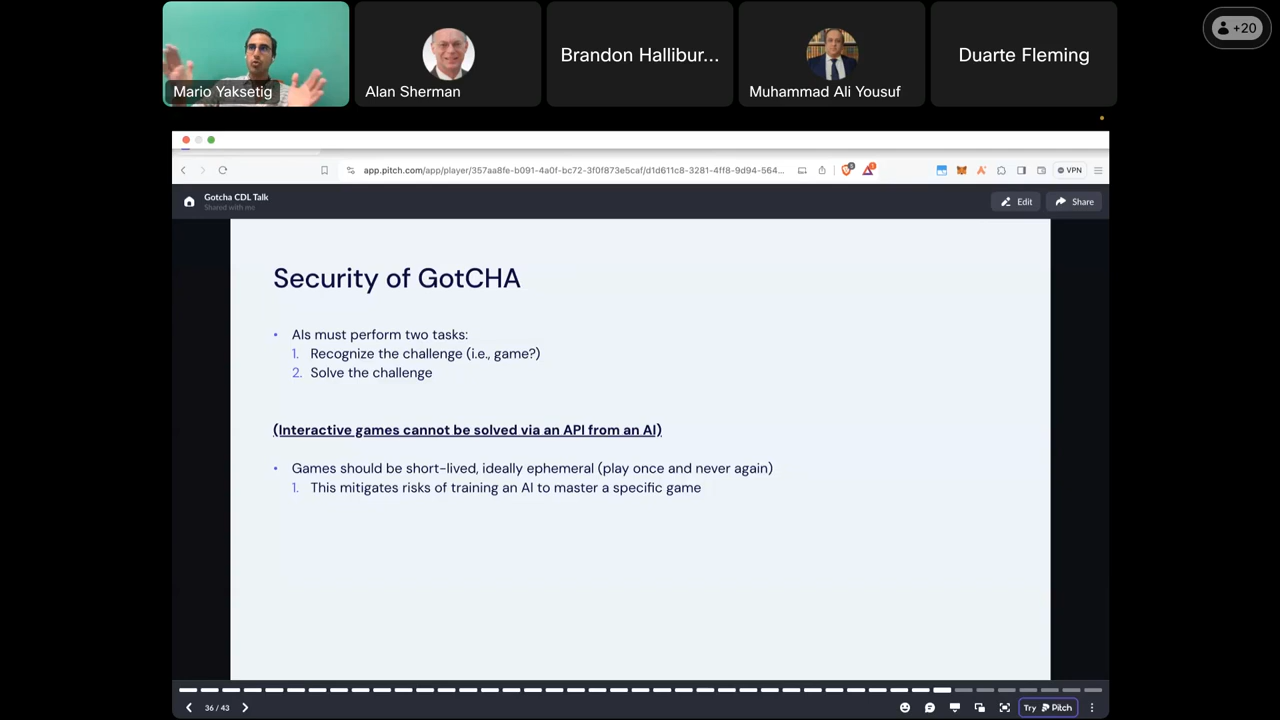 Mario Yaksetig
Alan Sherman
Brandon Hallibur...
Muhammad Ali Yousuf
Duarte Fleming
+20
app.pitch.com/app/player/357aa8fe-b091-4a0f-bc72-3f0f873e5caf/d1d611c8-3281-4ff8-9d94-564...
VPN
Gotcha CDL Talk
Shared with me
Edit
Share
Security of GotCHA
• AIs must perform two tasks:
1. Recognize the challenge (i.e., game?)
2. Solve the challenge
(Interactive games cannot be solved via an API from an AI)
• Games should be short-lived, ideally ephemeral (play once and never again)
1. This mitigates risks of training an AI to master a specific game
36 / 43
Try Pitch